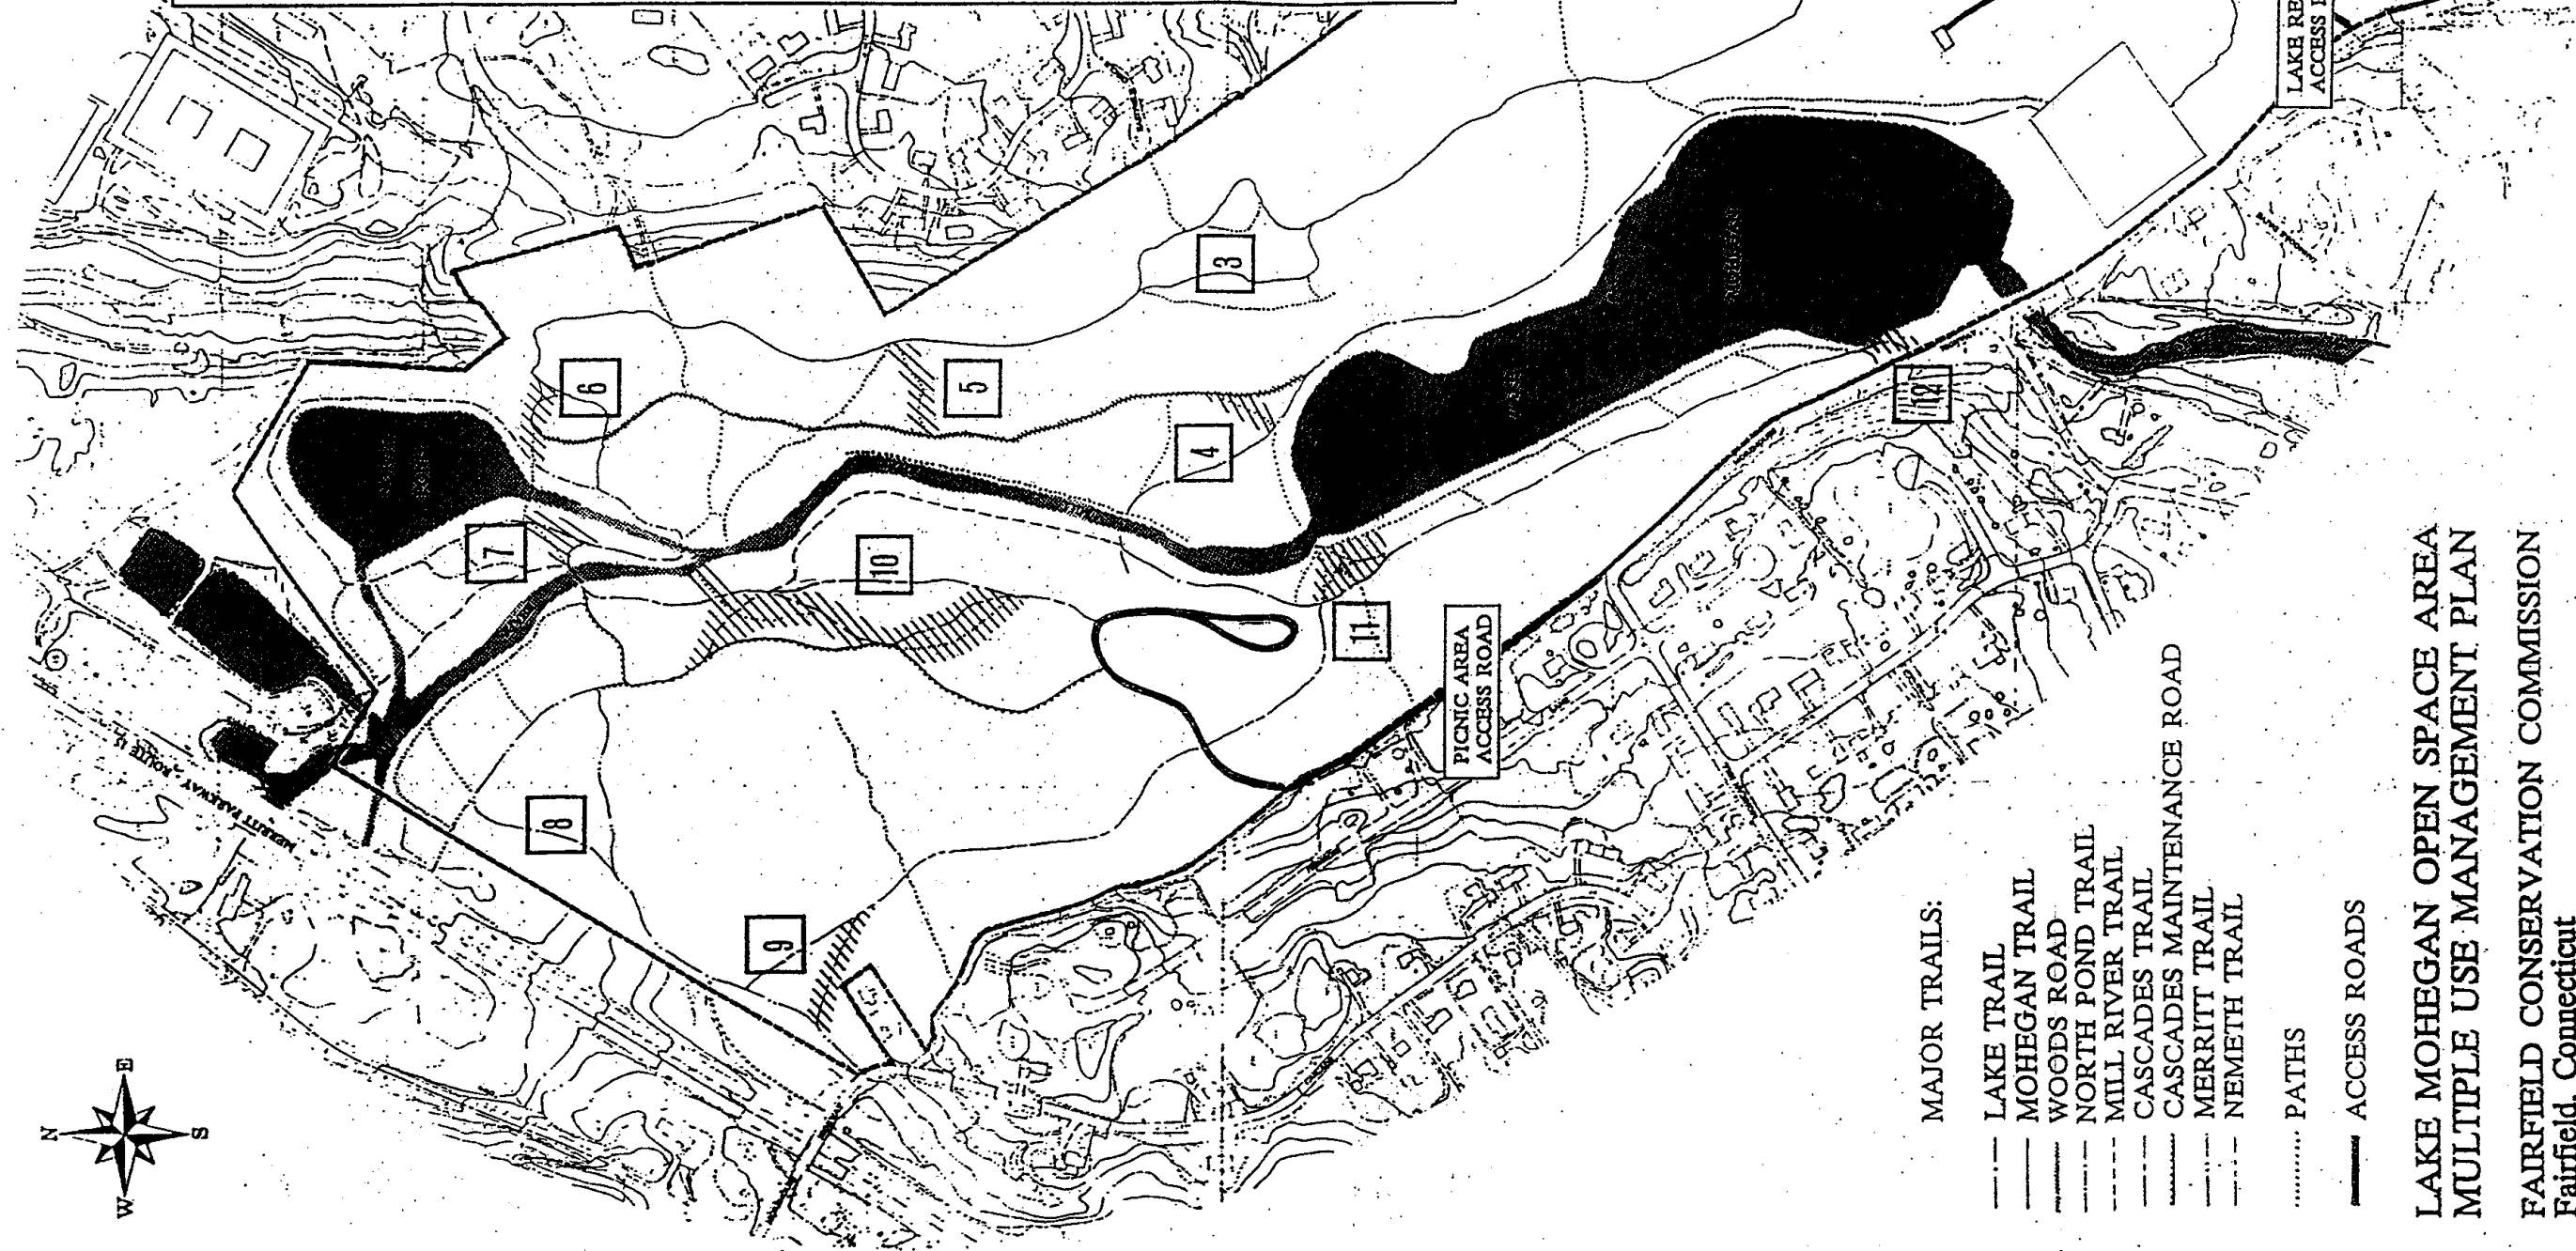 N
E
S
W
MERRITT PARKWAY - ROUTE 15
3
4
5
6
7
8
9
10
11
12
LAKE RE
ACCESS
PICNIC AREA
ACCESS ROAD
MAJOR TRAILS:
LAKE TRAIL
MOHEGAN TRAIL
WOODS ROAD
NORTH POND TRAIL
MILL RIVER TRAIL
CASCADES TRAIL
CASCADES MAINTENANCE ROAD
MERRITT TRAIL
NEMETH TRAIL
PATHS
ACCESS ROADS
LAKE MOHEGAN OPEN SPACE AREA
MULTIPLE USE MANAGEMENT PLAN
FAIRFIELD CONSERVATION COMMISSION
Fairfield, Connecticut